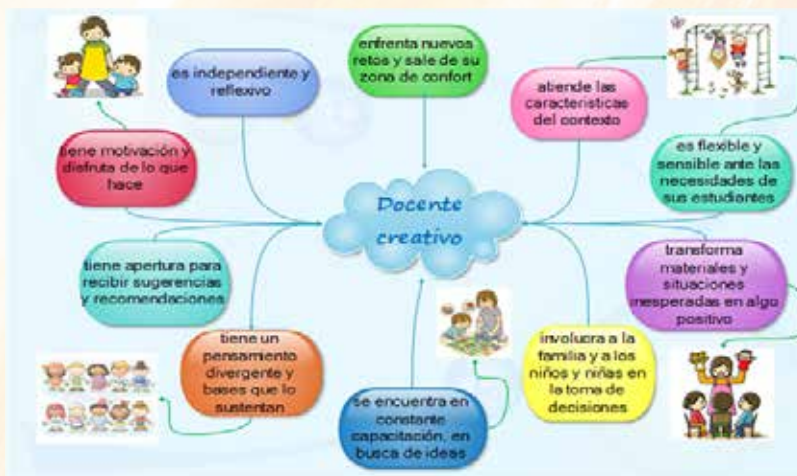 es independiente y
reflexivo
enfrenta nuevos
retos y sale de su
zona de confort
atiende las
características
del contexto
tiene motivación y
disfruta de lo que
hace
es flexible y
sensible ante las
necesidades de
sus estudiantes
Docente
creativo
tiene apertura para
recibir sugerencias
y recomendaciones
transforma
materiales y
situaciones
inesperadas en algo
positivo
tiene un
pensamiento
divergente y
bases que lo
sustentan
involucra a la
familia y a los
niños y niñas en
la toma de
decisiones
se encuentra en
constante
capacitación, en
busca de ideas